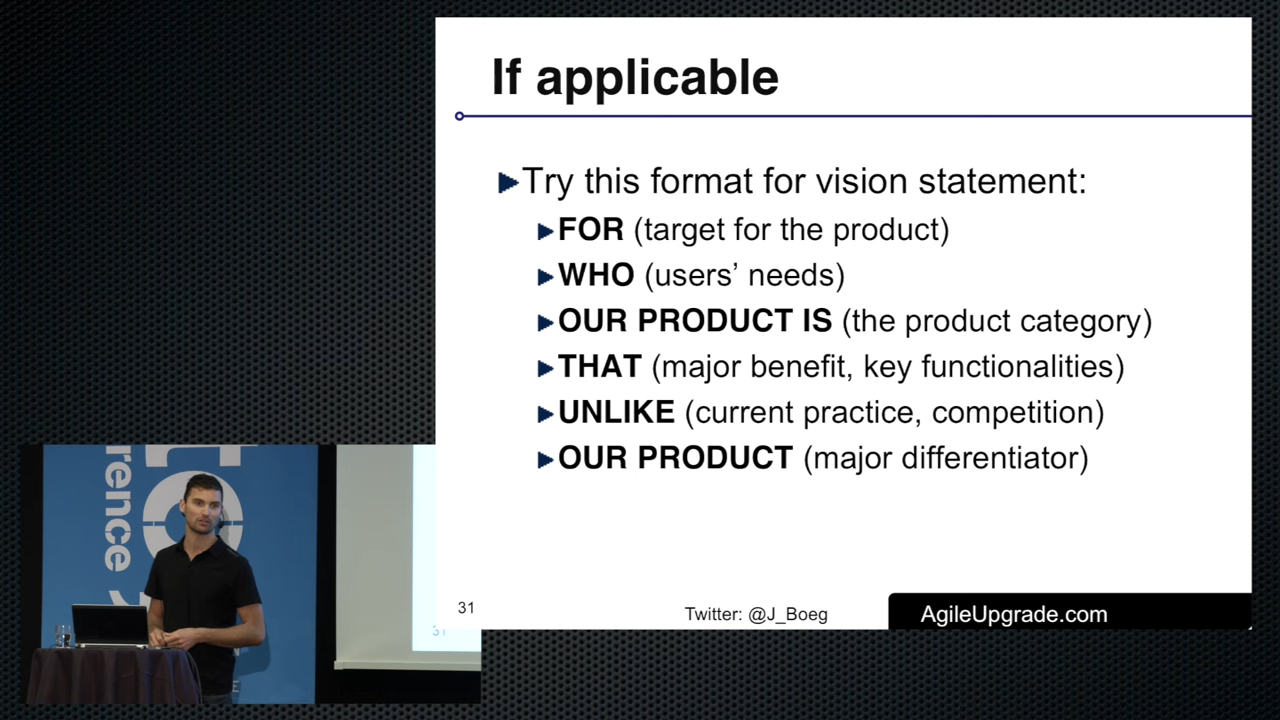 If applicable
Try this format for vision statement:
FOR (target for the product)
WHO (users’ needs)
OUR PRODUCT IS (the product category)
THAT (major benefit, key functionalities)
UNLIKE (current practice, competition)
OUR PRODUCT (major differentiator)
31
Twitter: @J_Boeg
AgileUpgrade.com
rence
31